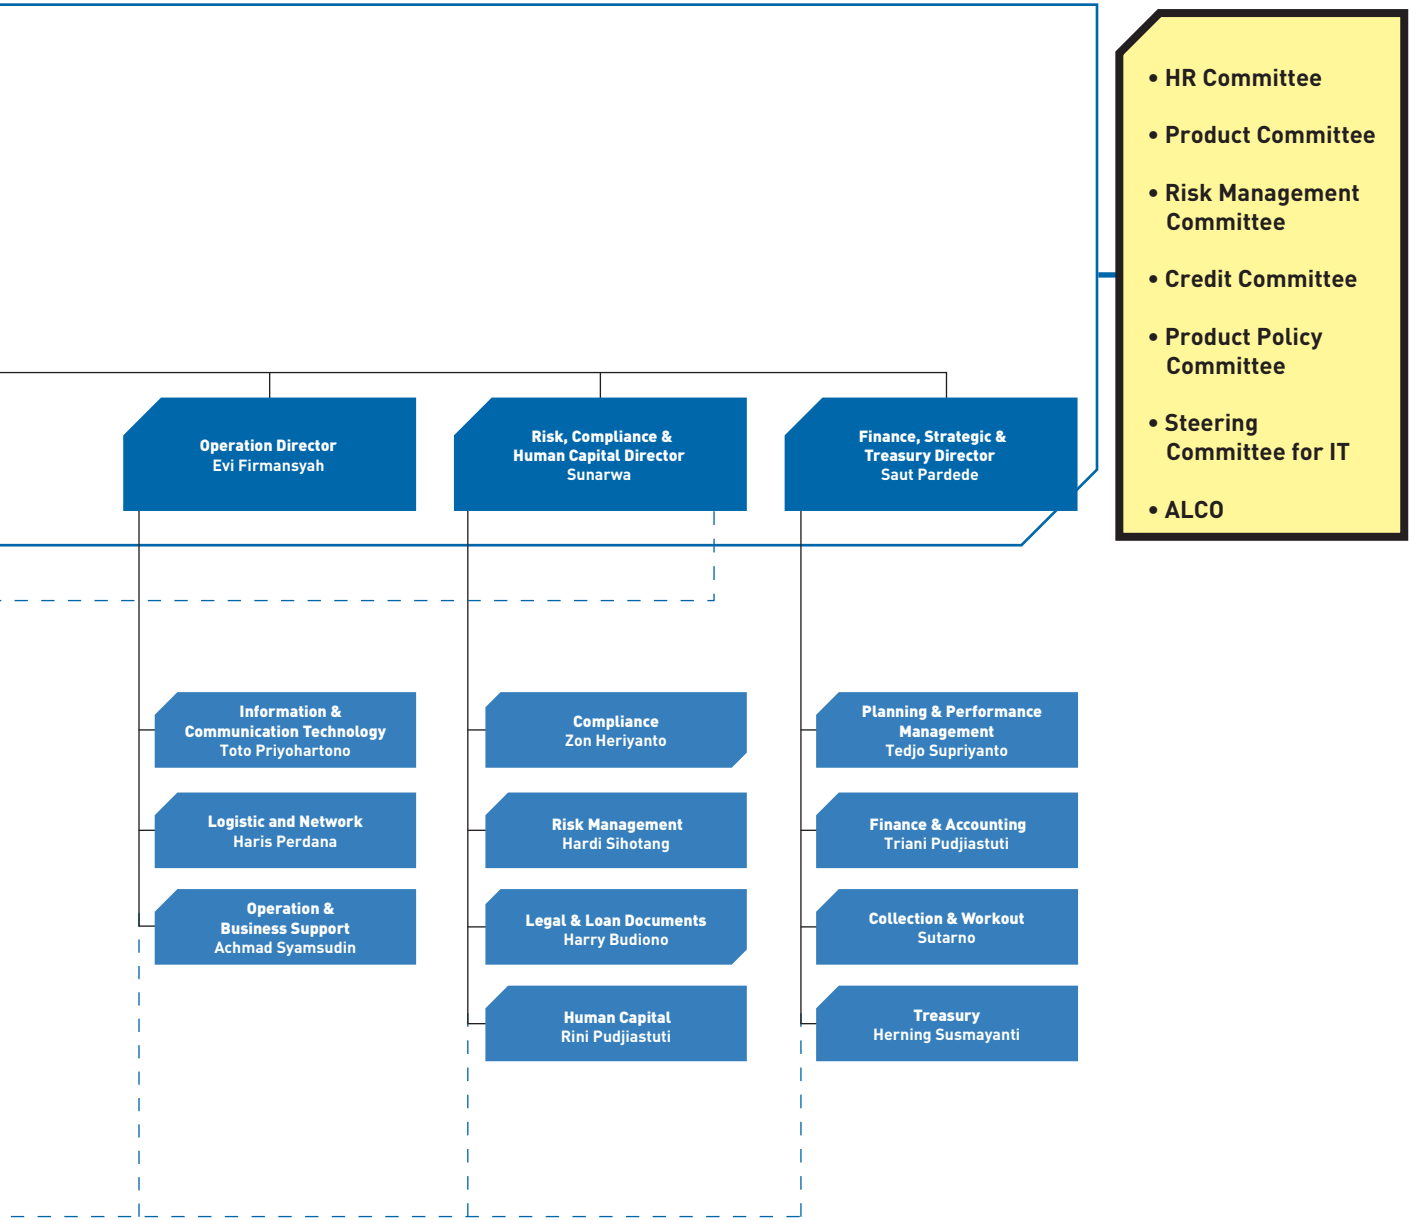 • HR Committee
• Product Committee
• Risk Management
Committee
• Credit Committee
• Product Policy
Committee
• Steering
Committee for IT
• ALCO
Operation Director
Evi Firmansyah
Risk, Compliance &
Human Capital Director
Sunarwa
Finance, Strategic &
Treasury Director
Saut Pardede
Information &
Communication Technology
Toto Priyohartono
Logistic and Network
Haris Perdana
Operation &
Business Support
Achmad Syamsudin
Compliance
Zon Heriyanto
Risk Management
Hardi Sihotang
Legal & Loan Documents
Harry Budiono
Human Capital
Rini Pudjiastuti
Planning & Performance
Management
Tedjo Supriyanto
Finance & Accounting
Triani Pudjiastuti
Collection & Workout
Sutarno
Treasury
Herning Susmayanti